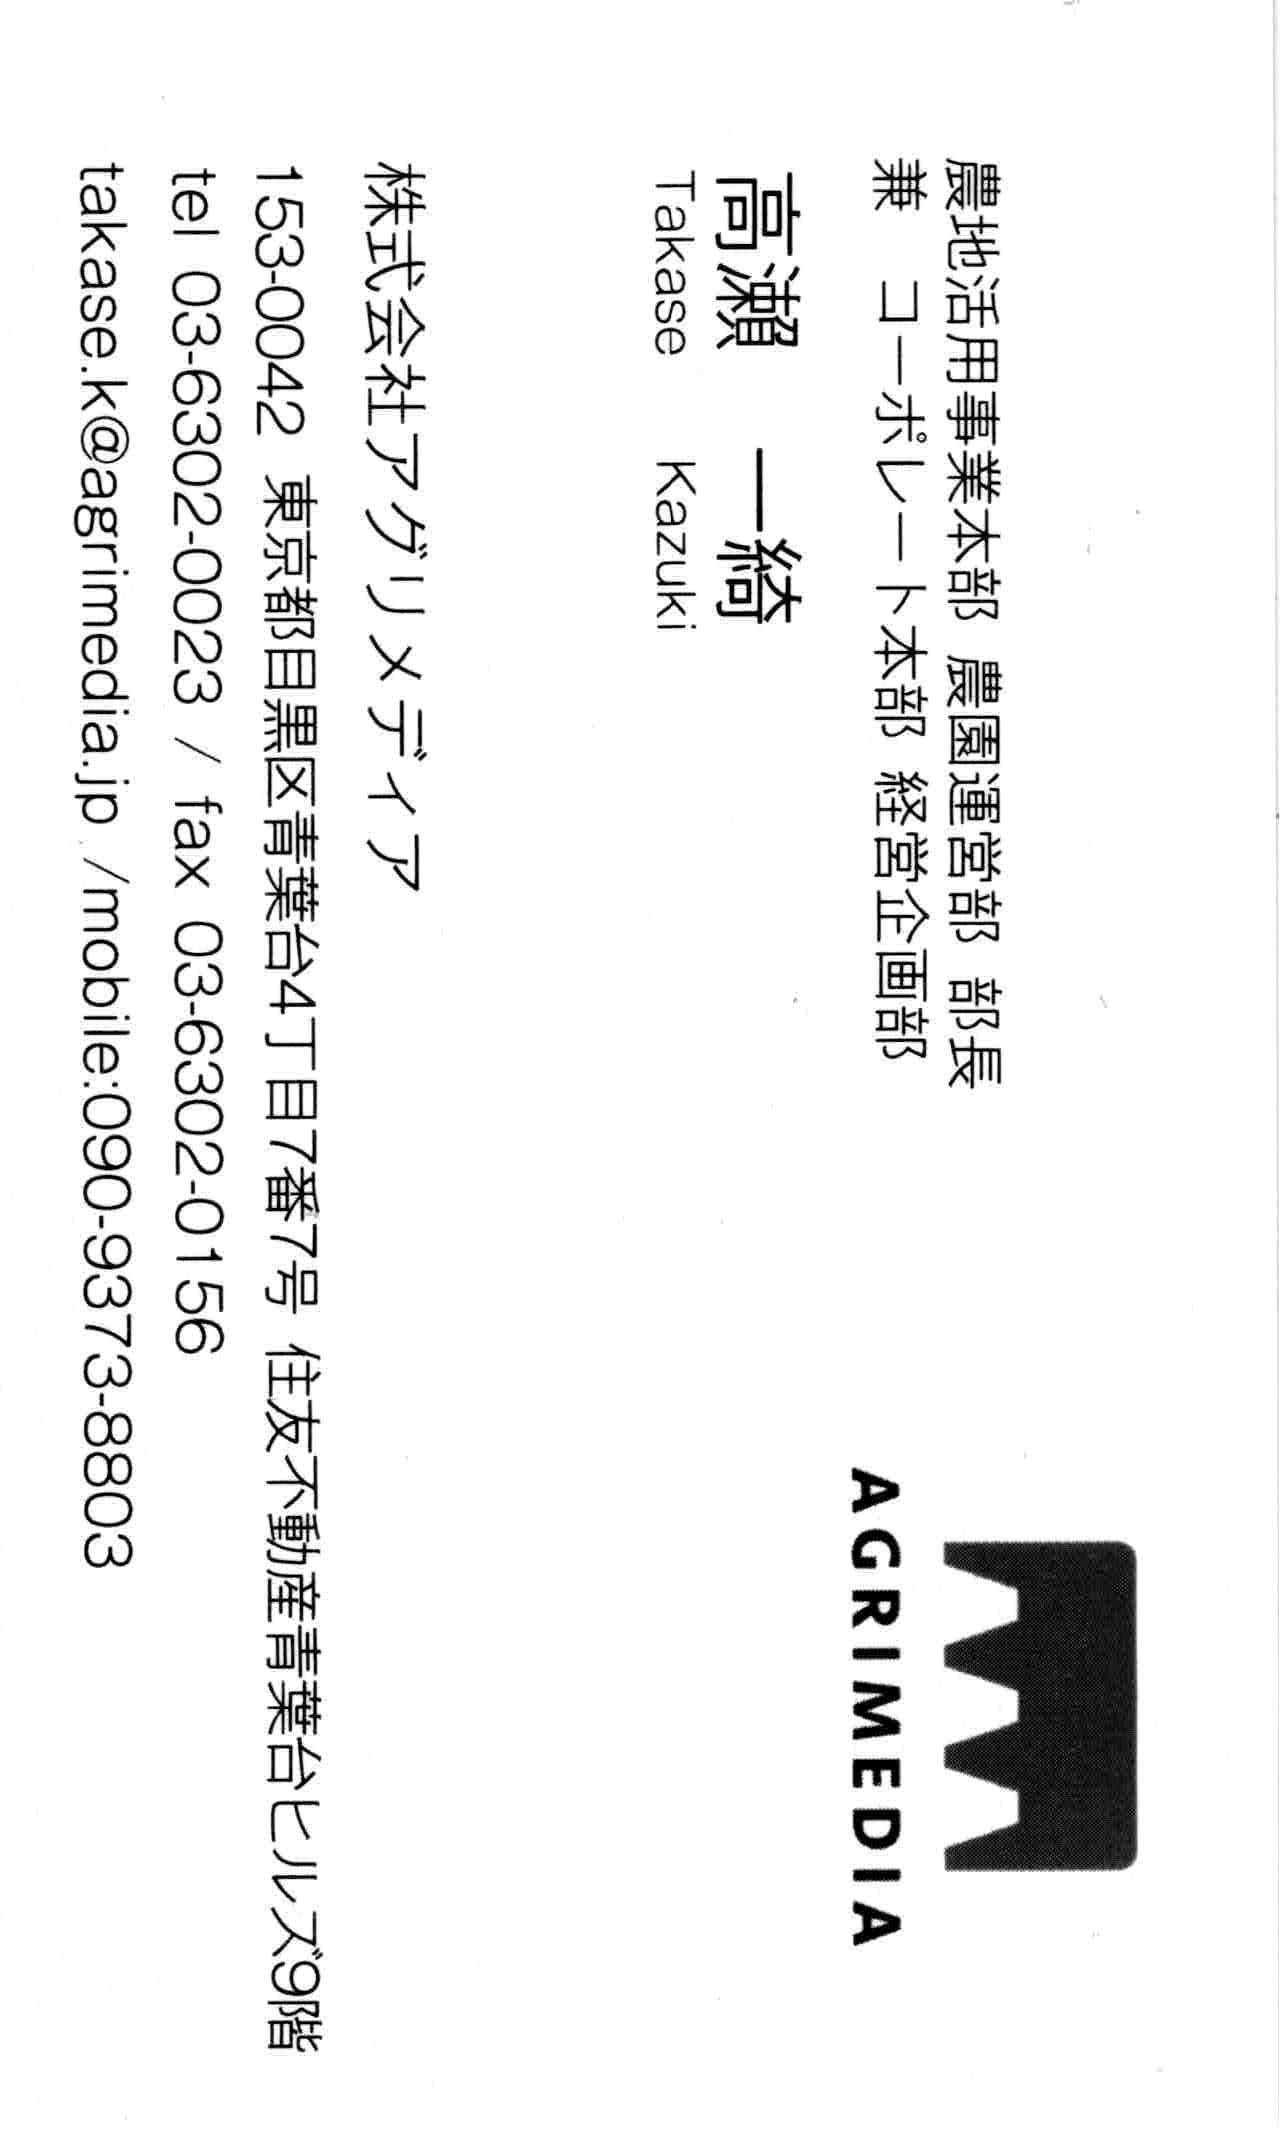 農地活用事業本部 農園運営部 部長
兼 コーポレート本部 経営企画部
高瀨 一綺
Takase Kazuki
AGRIMEDIA
株式会社アグリメディア
153-0042 東京都目黒区青葉台4丁目7番7号 住友不動産青葉台ヒルズ9階
tel 03-6302-0023 / fax 03-6302-0156
takase.k@agrimedia.jp /mobile:090-9373-8803